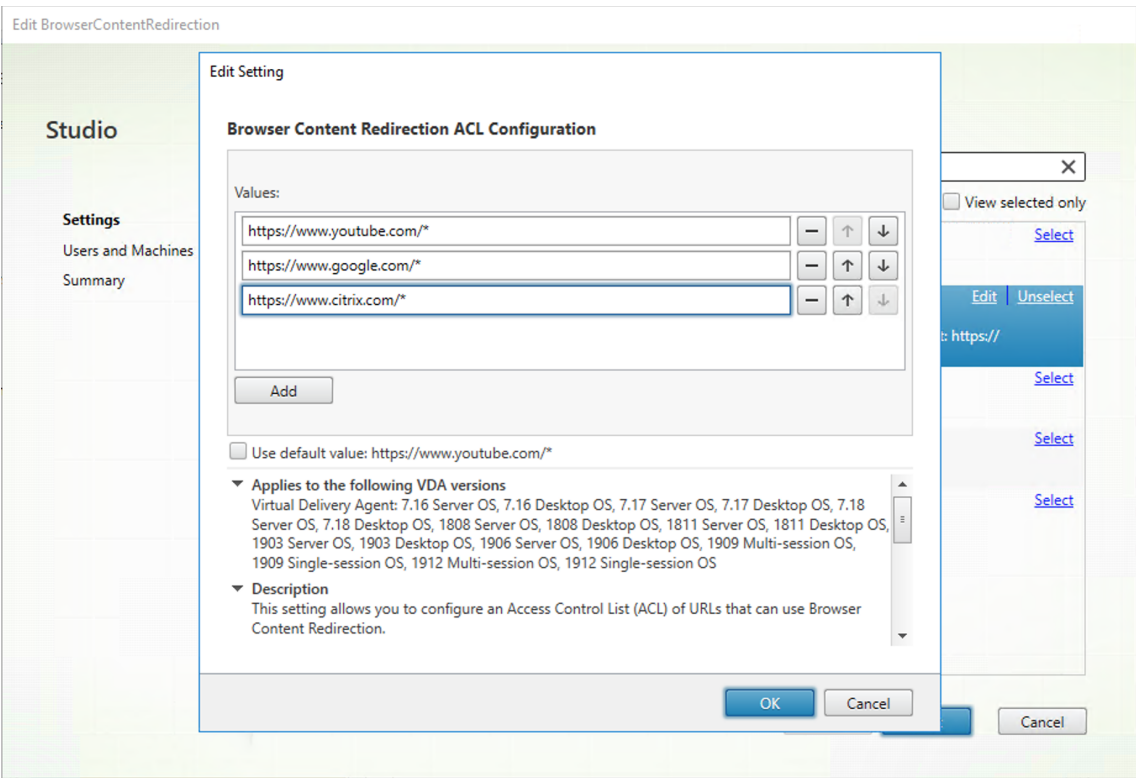 Edit BrowserContentRedirection
Edit Setting
Studio
Browser Content Redirection ACL Configuration
Values:
View selected only
Settings
Users and Machines
Summary
https://www.youtube.com/*
Select
https://www.google.com/*
https://www.citrix.com/*
Edit Unselect
t: https://
Select
Add
Select
Use default value: https://www.youtube.com/*
Applies to the following VDA versions
Virtual Delivery Agent: 7.16 Server OS, 7.16 Desktop OS, 7.17 Server OS, 7.17 Desktop OS, 7.18
Server OS, 7.18 Desktop OS, 1808 Server OS, 1808 Desktop OS, 1811 Server OS, 1811 Desktop OS,
1903 Server OS, 1903 Desktop OS, 1906 Server OS, 1906 Desktop OS, 1909 Multi-session OS,
1909 Single-session OS, 1912 Multi-session OS, 1912 Single-session OS
Select
Description
This setting allows you to configure an Access Control List (ACL) of URLs that can use Browser
Content Redirection.
OK
Cancel
Cancel